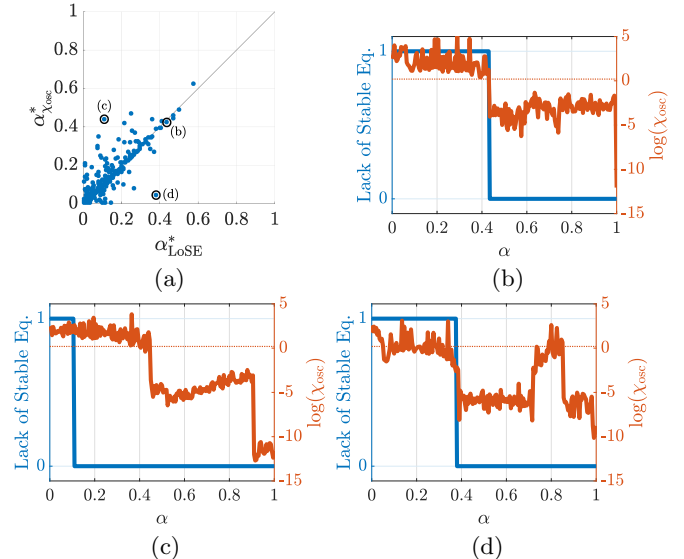 1
0.8
0.6
0.4
0.2
0
0 0.2 0.4 0.6 0.8 1
α*χosc
α*LoSE
(c)
(b)
(d)
(a)
Lack of Stable Eq.
1
0
5
0
-5
-10
-15
log(χosc)
0 0.2 0.4 0.6 0.8 1
α
(b)
Lack of Stable Eq.
1
0
5
0
-5
-10
-15
log(χosc)
0 0.2 0.4 0.6 0.8 1
α
(c)
Lack of Stable Eq.
1
0
5
0
-5
-10
-15
log(χosc)
0 0.2 0.4 0.6 0.8 1
α
(d)